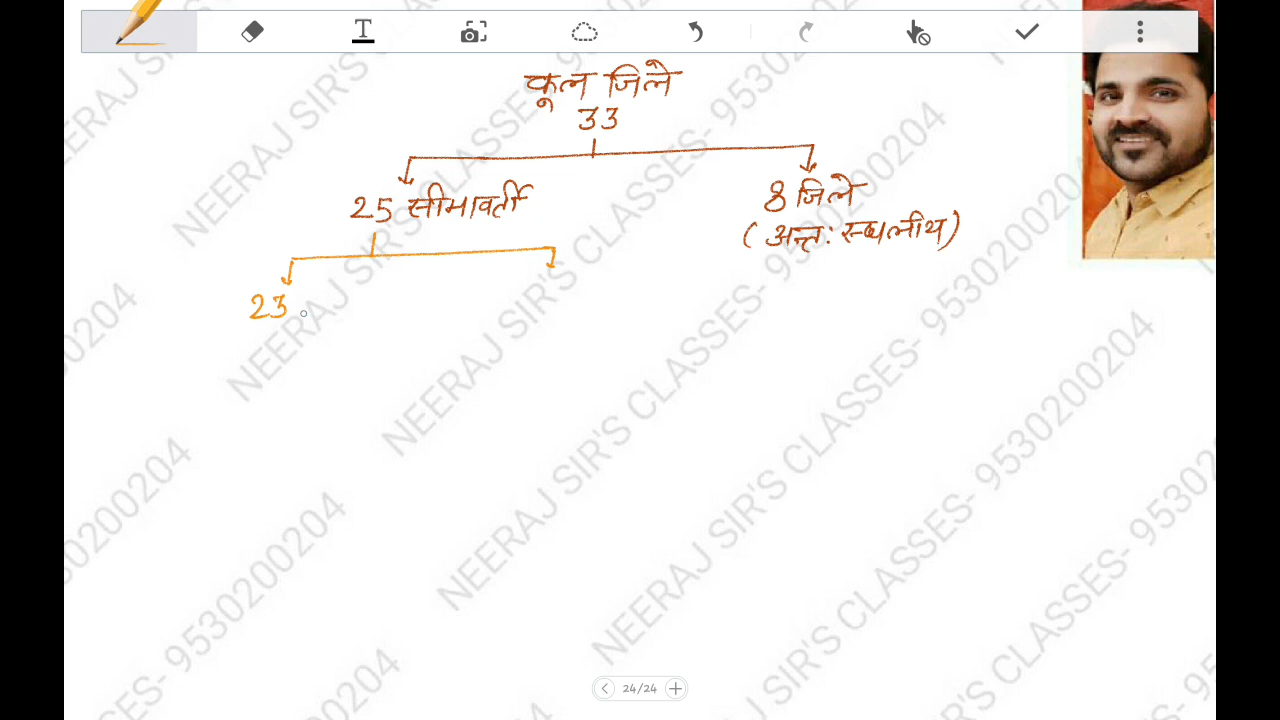 कूल जिले
33
25 सीमावर्ती
8 जिले
(अन्त: स्थलीय)
23
T
24/24
NEERAJ SIR'S CLASSES- 9530200204